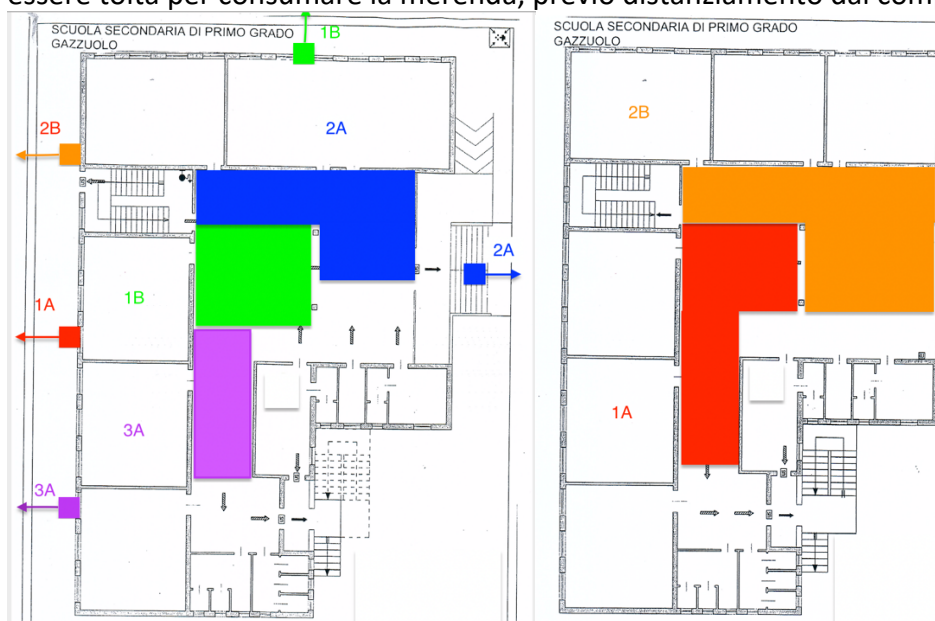 essere tolta per consumare la merenda, previo distanziamento dai com
SCUOLA SECONDARIA DI PRIMO GRADO
GAZZUOLO
1B
2A
2B
2A
1B
1A
3A
3A
SCUOLA SECONDARIA DI PRIMO GRADO
GAZZUOLO
2B
1A